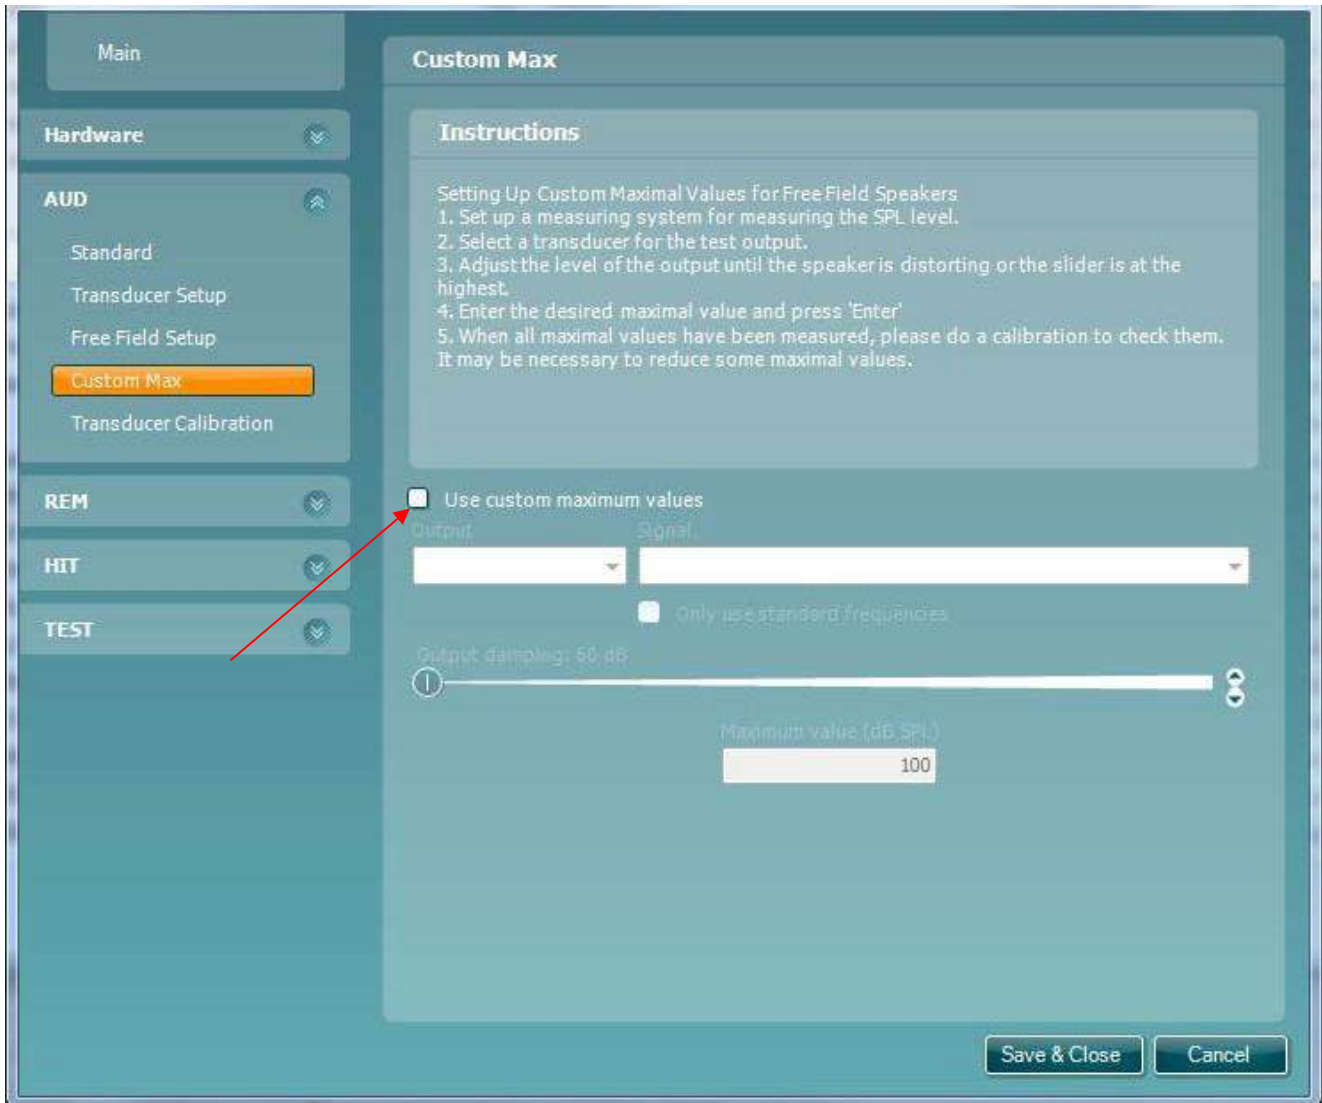 Main
Hardware
AUD
Standard
Transducer Setup
Free Field Setup
Custom Max
Transducer Calibration
REM
HIT
TEST
Custom Max
Instructions
Setting Up Custom Maximal Values for Free Field Speakers
1. Set up a measuring system for measuring the SPL level.
2. Select a transducer for the test output.
3. Adjust the level of the output until the speaker is distorting or the slider is at the
highest.
4. Enter the desired maximal value and press 'Enter'
5. When all maximal values have been measured, please do a calibration to check them.
It may be necessary to reduce some maximal values.
Use custom maximum values
Output
Signal
Only use standard frequencies
Output damping: 60 dB
Maximum value (dB SPL)
100
Save & Close
Cancel